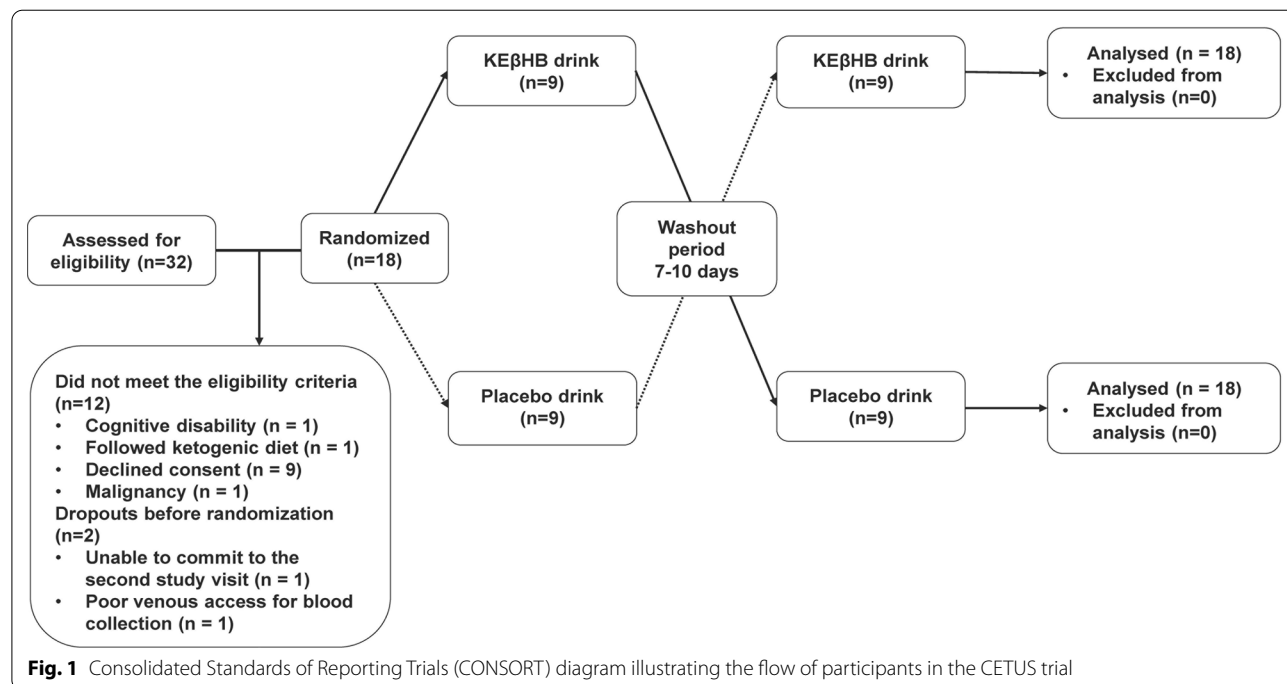 KEβHB drink
(n=9)
KEβHB drink
(n=9)
Analysed (n = 18)
• Excluded from
analysis (n=0)
Assessed for
eligibility (n=32)
Randomized
(n=18)
Washout
period
7-10 days
Did not meet the eligibility criteria
(n=12)
• Cognitive disability (n = 1)
• Followed ketogenic diet (n = 1)
• Declined consent (n = 9)
• Malignancy (n = 1)
Dropouts before randomization
(n=2)
• Unable to commit to the
second study visit (n = 1)
• Poor venous access for blood
collection (n = 1)
Placebo drink
(n=9)
Placebo drink
(n=9)
Analysed (n = 18)
• Excluded from
analysis (n=0)
Fig. 1 Consolidated Standards of Reporting Trials (CONSORT) diagram illustrating the flow of participants in the CETUS trial